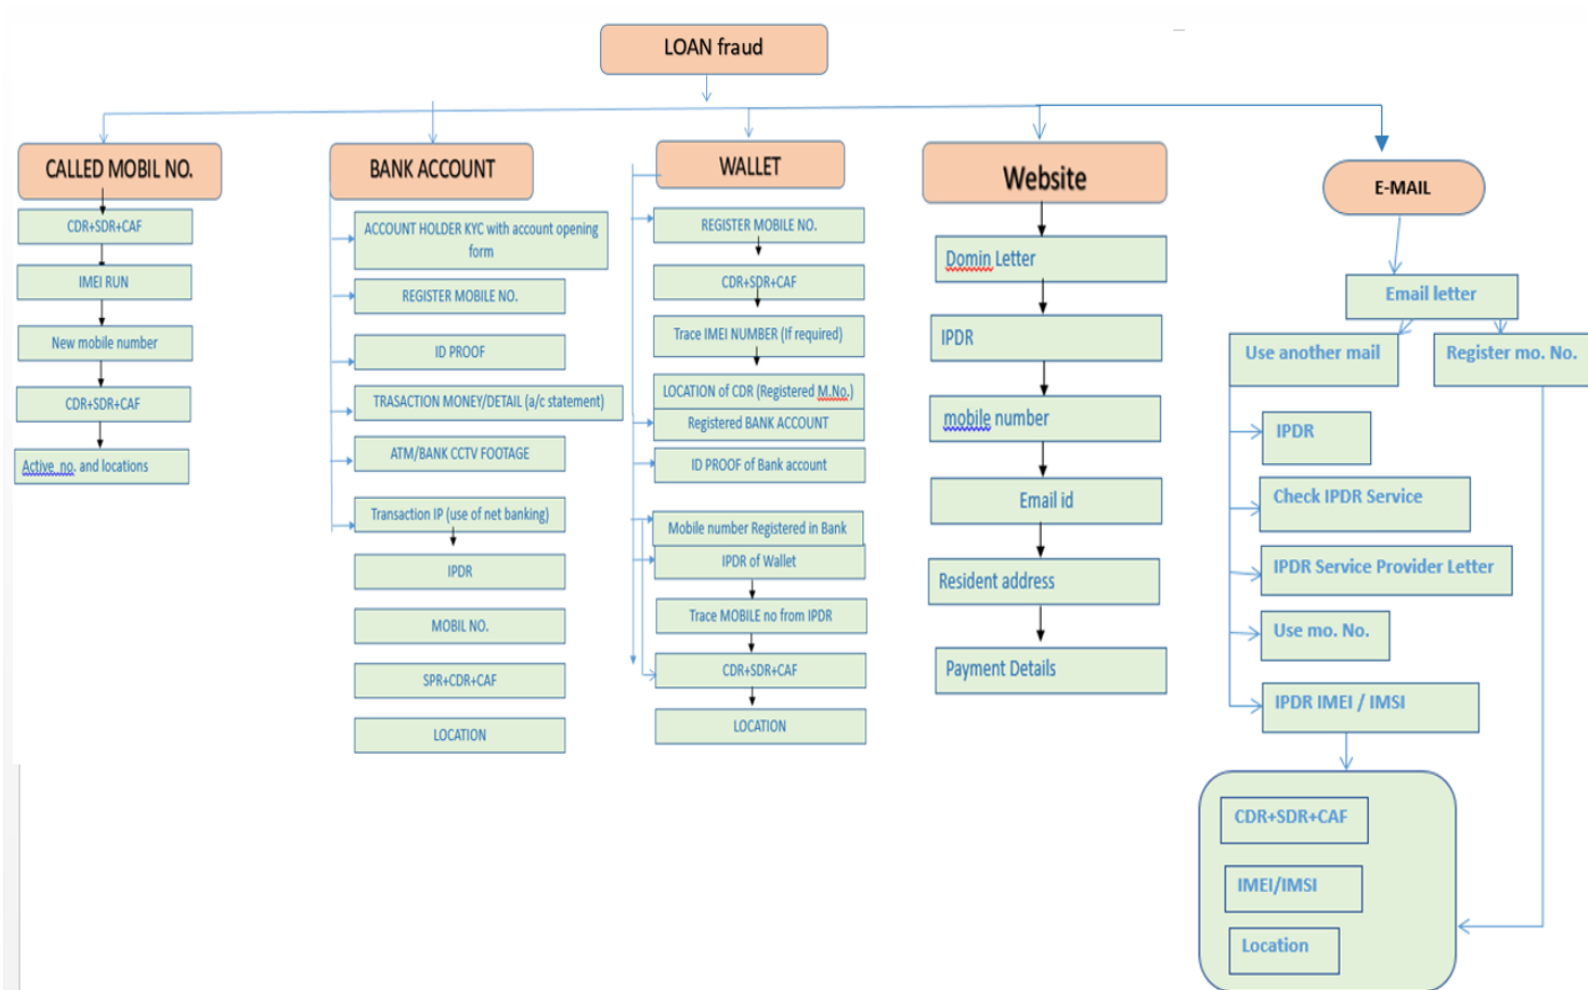 LOAN fraud
CALLED MOBIL NO.
CDR+SDR+CAF
IMEI RUN
New mobile number
CDR+SDR+CAF
Active no. and locations
BANK ACCOUNT
ACCOUNT HOLDER KYC with account opening
form
REGISTER MOBILE NO.
ID PROOF
TRASACTION MONEY/DETAIL (a/c statement)
ATM/BANK CCTV FOOTAGE
Transaction IP (use of net banking)
IPDR
MOBIL NO.
SPR+CDR+CAF
LOCATION
WALLET
REGISTER MOBILE NO.
CDR+SDR+CAF
Trace IMEI NUMBER (If required)
LOCATION of CDR (Registered M.No.)
Registered BANK ACCOUNT
ID PROOF of Bank account
Mobile number Registered in Bank
IPDR of Wallet
Trace MOBILE no from IPDR
CDR+SDR+CAF
LOCATION
Website
Domin Letter
IPDR
mobile number
Email id
Resident address
Payment Details
E-MAIL
Email letter
Use another mail
Register mo. No.
IPDR
Check IPDR Service
IPDR Service Provider Letter
Use mo. No.
IPDR IMEI / IMSI
CDR+SDR+CAF
IMEI/IMSI
Location